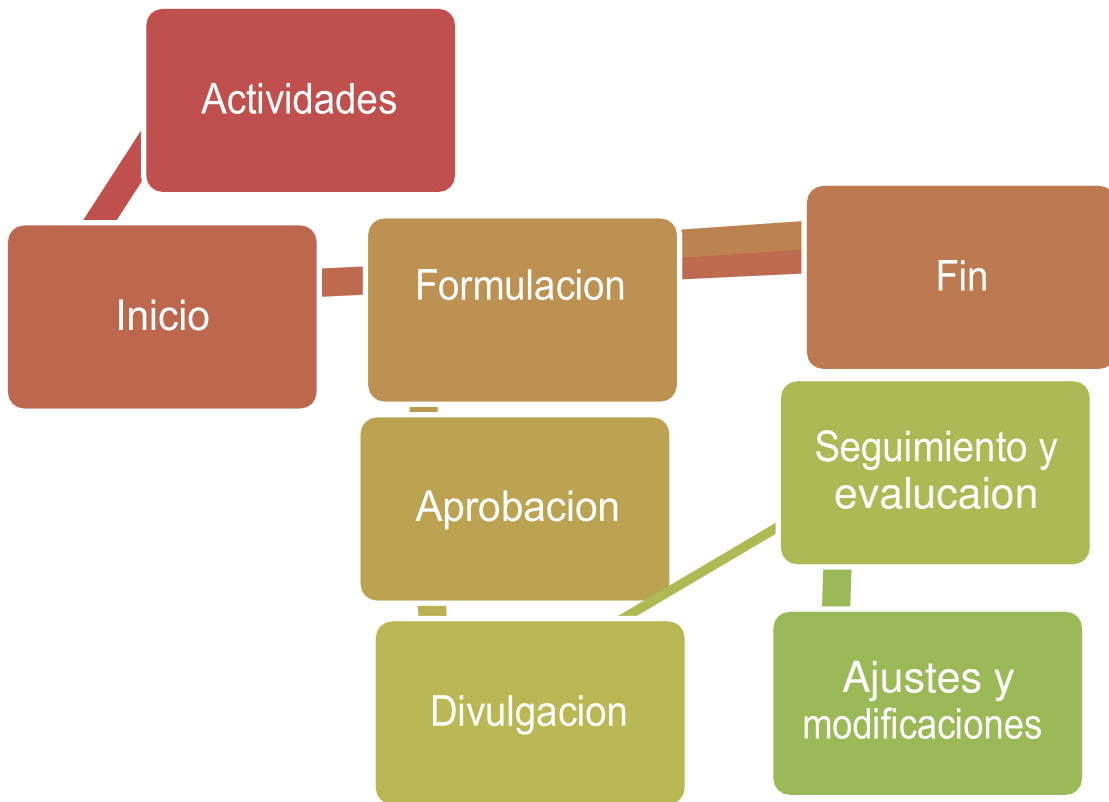 Actividades
Inicio
Formulacion
Fin
Aprobacion
Seguimiento y
evalucaion
Divulgacion
Ajustes y
modificaciones